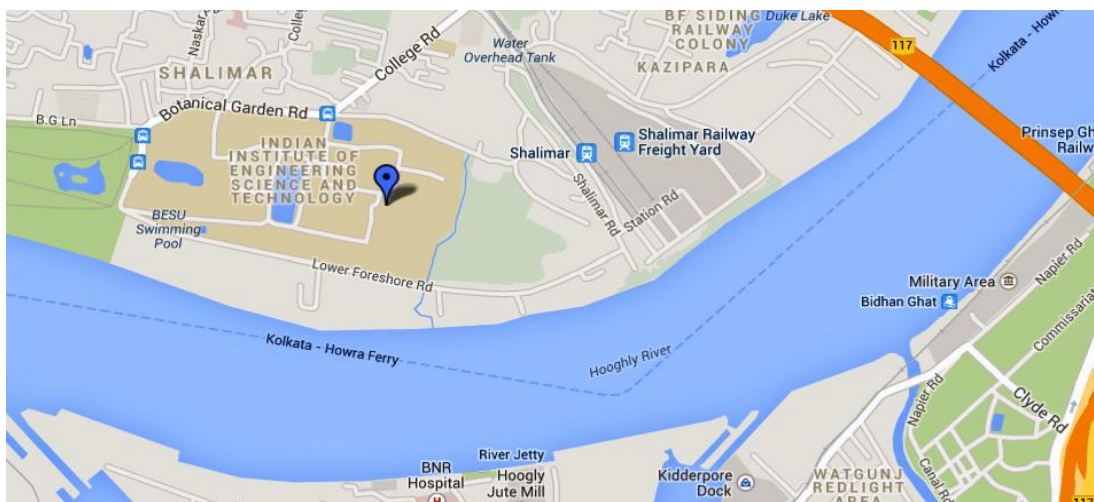 BF SIDING
RAILWAY
COLONY
Duke Lake
117
Kolkata - Howr
College Rd
Water
Overhead Tank
KAZIPARA
SHALIMAR
Botanical Garden Rd
B.G Ln
INDIAN
INSTITUTE OF
ENGINEERING
SCIENCE AND
TECHNOLOGY
Shalimar
Shalimar Railway
Freight Yard
Prinsep Gh
Railw
Shalimar Rd
Station Rd
BESU
Swimming
Pool
Lower Foreshore Rd
Military Area
Bidhan Ghat
Napier Rd
Commissariat
Kolkata - Howra Ferry
Hooghly River
Napier Rd
Clyde Rd
River Jetty
BNR
Hospital
H
Hoogly
Jute Mill
Kidderpore
Dock
WATGUNJ
REDLIGHT
AREA
Canal Rd
117